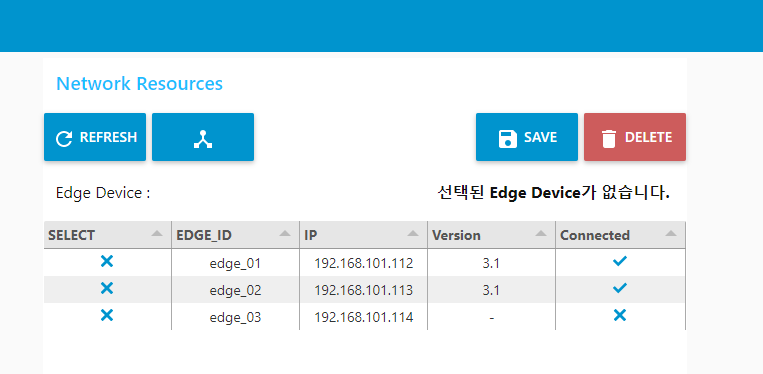 Network Resources
REFRESH SAVE DELETE
Edge Device : 선택된 Edge Device가 없습니다.
SELECT EDGE_ID IP Version Connected
edge_01 192.168.101.112 3.1
edge_02 192.168.101.113 3.1
edge_03 192.168.101.114 -